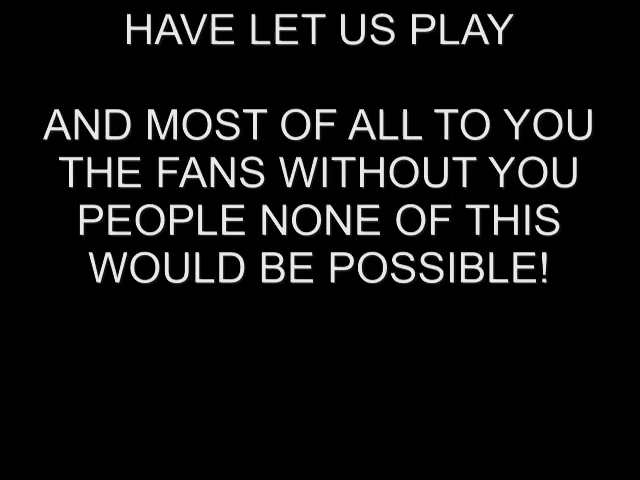 HAVE LET US PLAY
AND MOST OF ALL TO YOU
THE FANS WITHOUT YOU
PEOPLE NONE OF THIS
WOULD BE POSSIBLE!